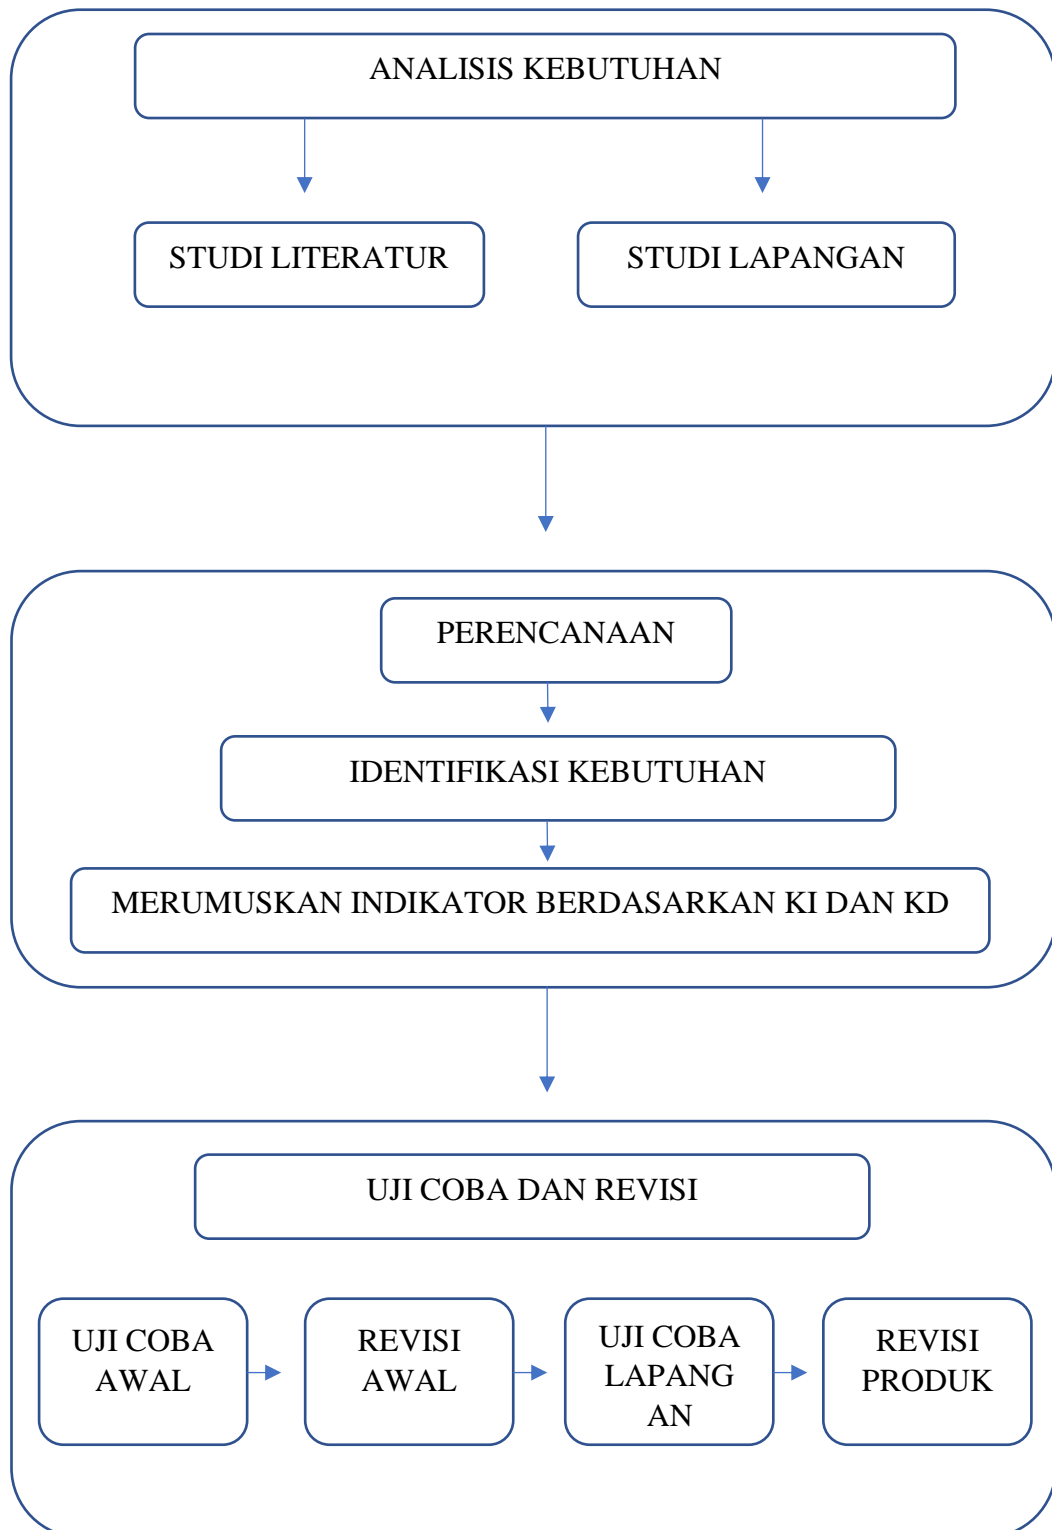 ANALISIS KEBUTUHAN
STUDI LITERATUR
STUDI LAPANGAN
PERENCANAAN
IDENTIFIKASI KEBUTUHAN
MERUMUSKAN INDIKATOR BERDASARKAN KI DAN KD
UJI COBA DAN REVISI
UJI COBA
AWAL
REVISI
AWAL
UJI COBA
LAPANG
AN
REVISI
PRODUK